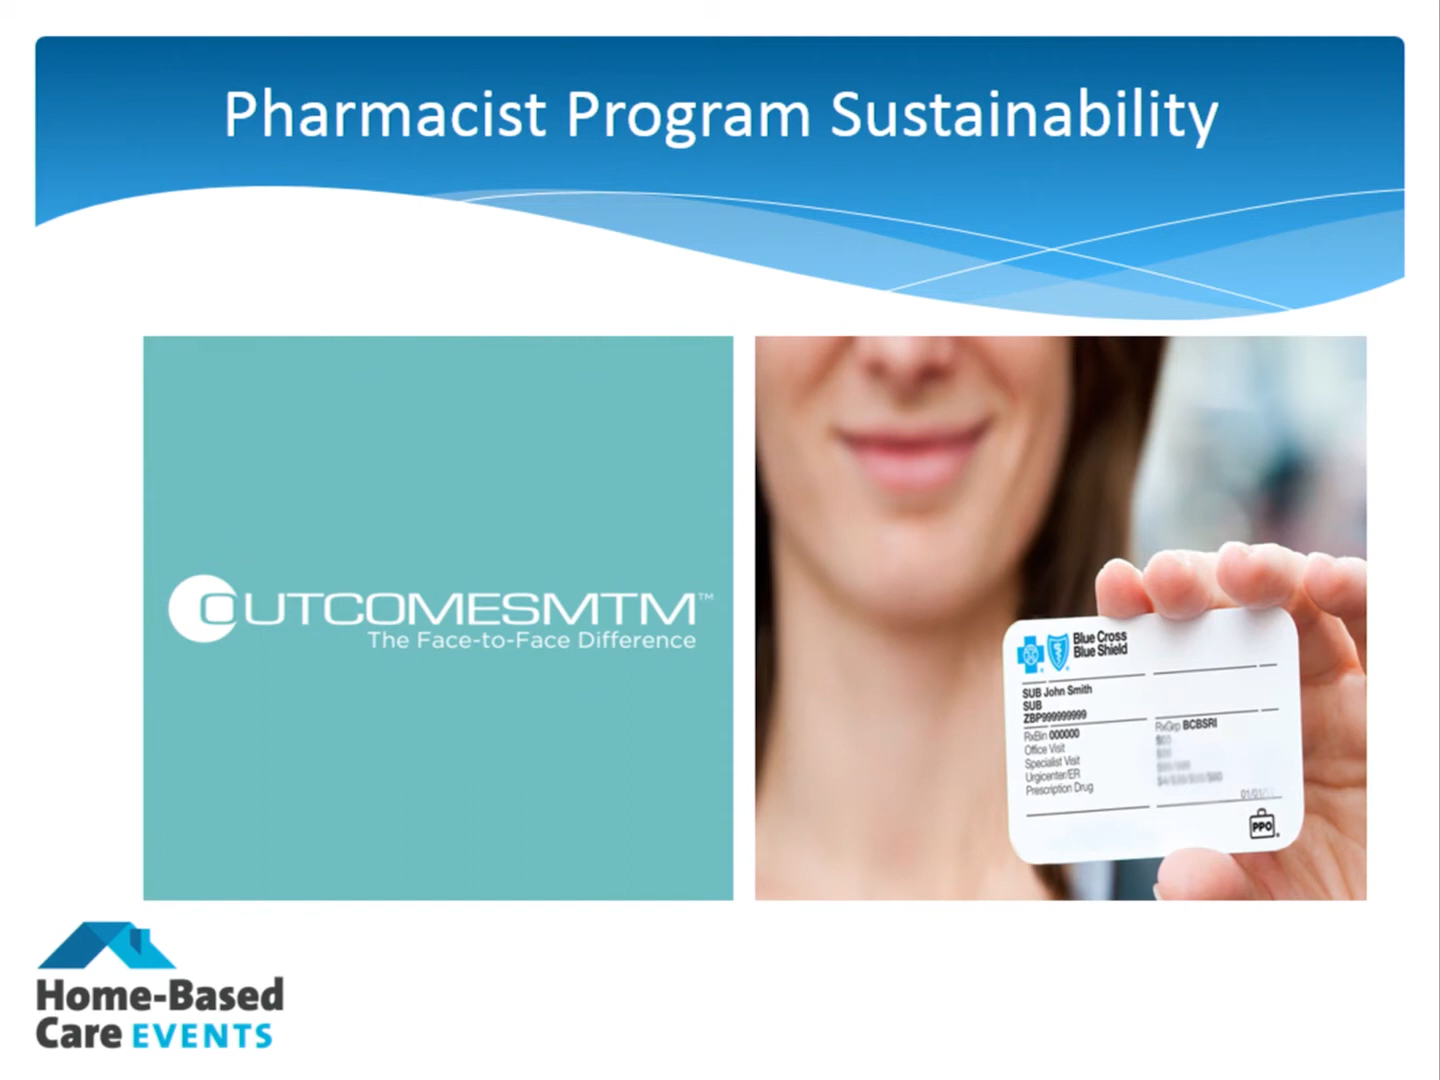 Pharmacist Program Sustainability
OUTCOMESMTM™
The Face-to-Face Difference
Blue Cross
Blue Shield
SUB John Smith
SUB
ZBP999999999
RxBin 000000
Office Visit
Specialist Visit
Urgicenter/ER
Prescription Drug
RxGrp BCBSRI
PPO
Home-Based
Care EVENTS